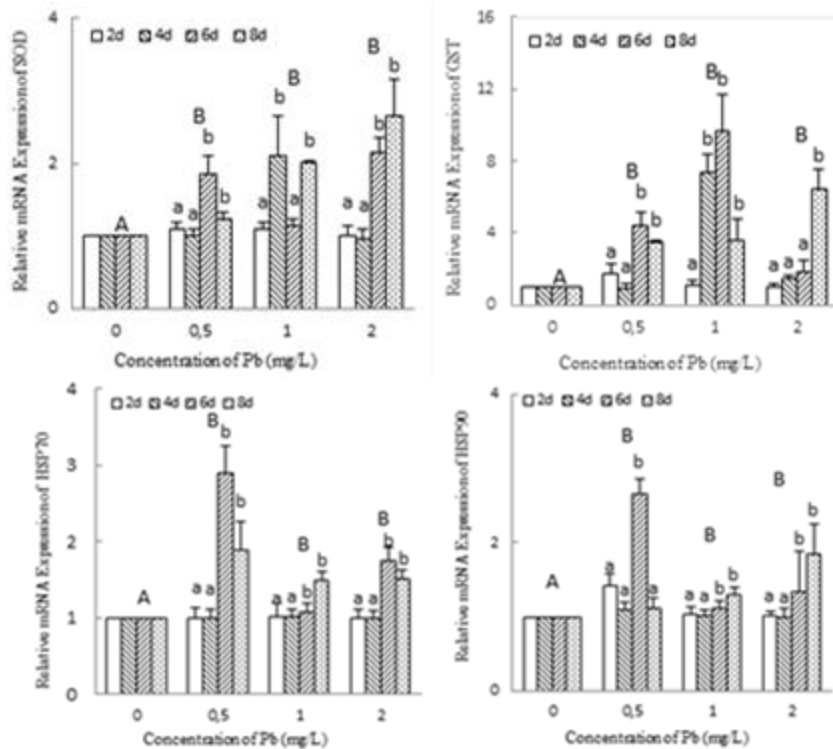 Relative mRNA Expression of SOD
4
2
0
2d 4d 6d 8d
A
a a B b b
a b B a b
a a B b b
0 0,5 1 2
Concentration of Pb (mg/L)
Relative mRNA Expression of GST
16
12
8
4
0
2d 4d 6d 8d
A
a a B b b
a b B b b
a a a B b
0 0,5 1 2
Concentration of Pb (mg/L)
Relative mRNA Expression of HSP70
4
3
2
1
0
2d 4d 6d 8d
A
a a B b b
a a B b b
a a B b b
0 0,5 1 2
Concentration of Pb (mg/L)
Relative mRNA Expression of HSP90
4
2
0
2d 4d 6d 8d
A
a a B b a
a a B b b
a a B b b
0 0,5 1 2
Concentration of Pb (mg/L)